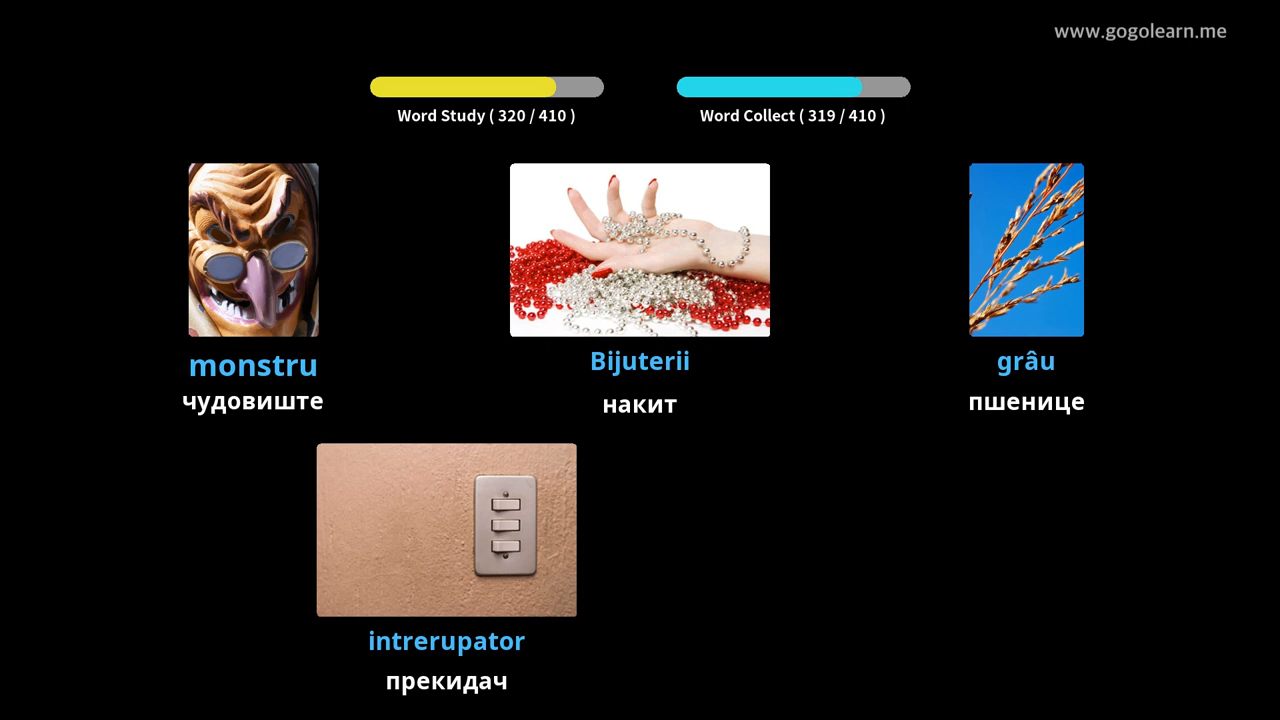 www.gogolearn.me
Word Study ( 320 / 410 )
Word Collect ( 319 / 410 )
monstru
чудовиште
Bijuterii
накит
grâu
пшенице
intrerupator
прекидач